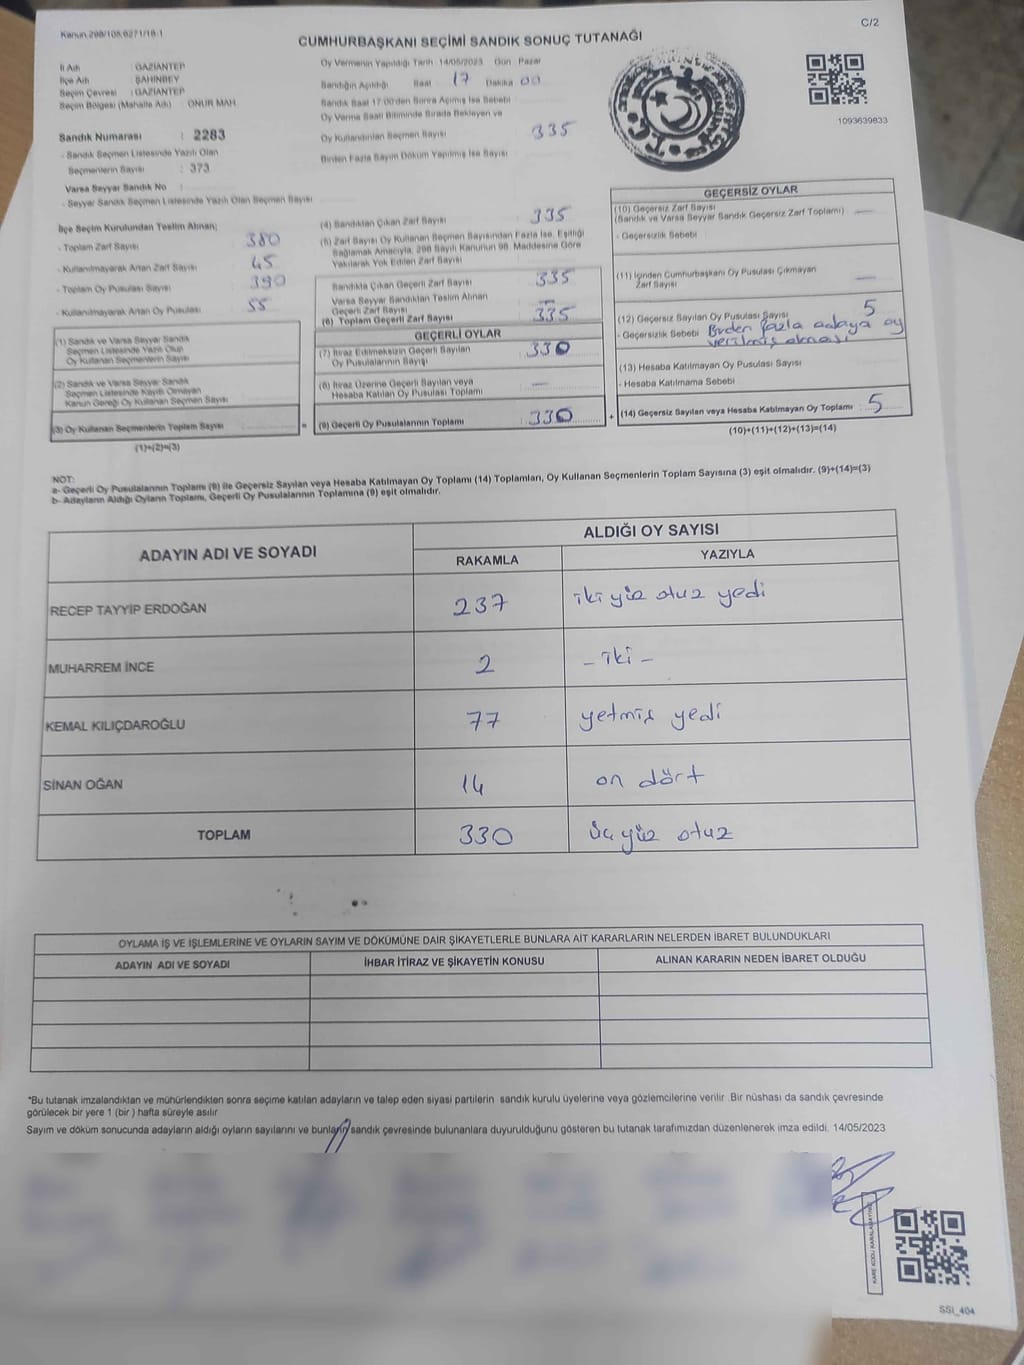 Kanun.298/105,6271/18-1
C/2
CUMHURBAŞKANI SEÇİMİ SANDIK SONUÇ TUTANAĞI
İl Adı : GAZİANTEP
İlçe Adı : ŞAHİNBEY
Seçim Çevresi : GAZİANTEP
Seçim Bölgesi (Mahalle Adı) : ONUR MAH.
Sandık Numarası : 2283
- Sandık Seçmen Listesinde Yazılı Olan
Seçmenlerin Sayısı : 373
Varsa Seyyar Sandık No :
- Seyyar Sandık Seçmen Listesinde Yazılı Olan Seçmen Sayısı
Oy Vermenin Yapıldığı Tarih : 14/05/2023 Gün : Pazar
Sandığın Açıldığı Saat 17 Dakika 00
Sandık Saat 17:00'den Sonra Açılmış İse Sebebi
Oy Verme Saati Bitiminde Sırada Bekleyen ve
Oy Kullandırılan Seçmen Sayısı 335
Birden Fazla Sayım Döküm Yapılmış İse Sayısı
1093639833
İlçe Seçim Kurulundan Teslim Alınan;
- Toplam Zarf Sayısı 380
- Kullanılmayarak Artan Zarf Sayısı 45
- Toplam Oy Pusulası Sayısı 390
- Kullanılmayarak Artan Oy Pusulası 55
(1) Sandık ve Varsa Seyyar Sandık
Seçmen Listesinde Yazılı Olup
Oy Kullanan Seçmenlerin Sayısı
(2) Sandık ve Varsa Seyyar Sandık
Seçmen Listesinde Kayıtlı Olmayan
Kanun Gereği Oy Kullanan Seçmen Sayısı
(3) Oy Kullanan Seçmenlerin Toplam Sayısı
=
(1)+(2)=(3)
(4) Sandıktan Çıkan Zarf Sayısı 335
(5) Zarf Sayısı Oy Kullanan Seçmen Sayısından Fazla İse, Eşitliği
Sağlamak Amacıyla, 298 Sayılı Kanunun 98. Maddesine Göre
Yakılarak Yok Edilen Zarf Sayısı
Sandıkta Çıkan Geçerli Zarf Sayısı 335
Varsa Seyyar Sandıktan Teslim Alınan
Geçerli Zarf Sayısı —
(6) Toplam Geçerli Zarf Sayısı 335
GEÇERLİ OYLAR
(7) İtiraz Edilmeksizin Geçerli Sayılan
Oy Pusulalarının Sayısı 330
(8) İtiraz Üzerine Geçerli Sayılan veya
Hesaba Katılan Oy Pusulası Toplamı —
(9) Geçerli Oy Pusulalarının Toplamı 330
+
GEÇERSİZ OYLAR
(10) Geçersiz Zarf Sayısı
(Sandık ve Varsa Seyyar Sandık Geçersiz Zarf Toplamı) —
- Geçersizlik Sebebi
(11) İçinden Cumhurbaşkanı Oy Pusulası Çıkmayan
Zarf Sayısı —
(12) Geçersiz Sayılan Oy Pusulası Sayısı 5
- Geçersizlik Sebebi Birden fazla adaya oy
verilmiş olması
(13) Hesaba Katılmayan Oy Pusulası Sayısı
- Hesaba Katılmama Sebebi
(14) Geçersiz Sayılan veya Hesaba Katılmayan Oy Toplamı : 5
(10)+(11)+(12)+(13)=(14)
NOT:
a- Geçerli Oy Pusulalarının Toplamı (9) ile Geçersiz Sayılan veya Hesaba Katılmayan Oy Toplamı (14) Toplamları, Oy Kullanan Seçmenlerin Toplam Sayısına (3) eşit olmalıdır. (9)+(14)=(3)
b- Adayların Aldığı Oyların Toplamı, Geçerli Oy Pusulalarının Toplamına (9) eşit olmalıdır.
ADAYIN ADI VE SOYADI
ALDIĞI OY SAYISI
RAKAMLA YAZIYLA
RECEP TAYYİP ERDOĞAN 237 iki yüz otuz yedi
MUHARREM İNCE 2 – iki –
KEMAL KILIÇDAROĞLU 77 yetmiş yedi
SİNAN OĞAN 14 on dört
TOPLAM 330 üç yüz otuz
OYLAMA İŞ VE İŞLEMLERİNE VE OYLARIN SAYIM VE DÖKÜMÜNE DAİR ŞİKAYETLERLE BUNLARA AİT KARARLARIN NELERDEN İBARET BULUNDUKLARI
ADAYIN ADI VE SOYADI İHBAR İTİRAZ VE ŞİKAYETİN KONUSU ALINAN KARARIN NEDEN İBARET OLDUĞU
*Bu tutanak imzalandıktan ve mühürlendikten sonra seçime katılan adayların ve talep eden siyasi partilerin sandık kurulu üyelerine veya gözlemcilerine verilir .Bir nüshası da sandık çevresinde
görülecek bir yere 1 (bir ) hafta süreyle asılır
Sayım ve döküm sonucunda adayların aldığı oyların sayılarını ve bunların sandık çevresinde bulunanlara duyurulduğunu gösteren bu tutanak tarafımızdan düzenlenerek imza edildi. 14/05/2023
KARE KODU KARALAMAYINIZ
SSI_404